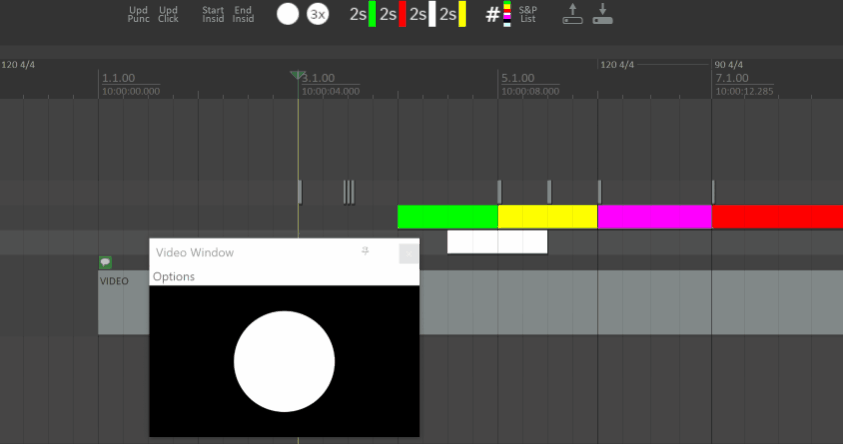 Upd Upd Start End 3x 2s 2s 2s 2s # S&P
Punc Click Insid Insid List
120 4/4 120 4/4 90 4/4
1.1.00 3.1.00 5.1.00 7.1.00
10:00:00.000 10:00:04.000 10:00:08.000 10:00:12.285
Video Window
Options
VIDEO